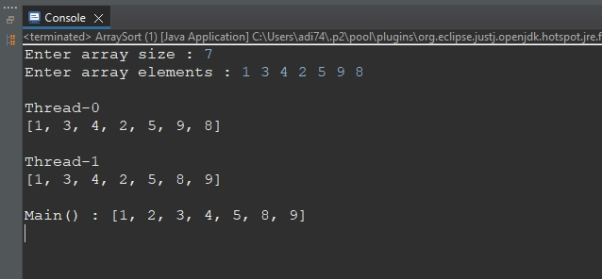 Console
<terminated> ArraySort (1) [Java Application] C:\Users\adi74\.p2\pool\plugins\org.eclipse.justj.openjdk.hotspot.jre.f
Enter array size : 7
Enter array elements : 1 3 4 2 5 9 8
Thread-0
[1, 3, 4, 2, 5, 9, 8]
Thread-1
[1, 3, 4, 2, 5, 8, 9]
Main() : [1, 2, 3, 4, 5, 8, 9]